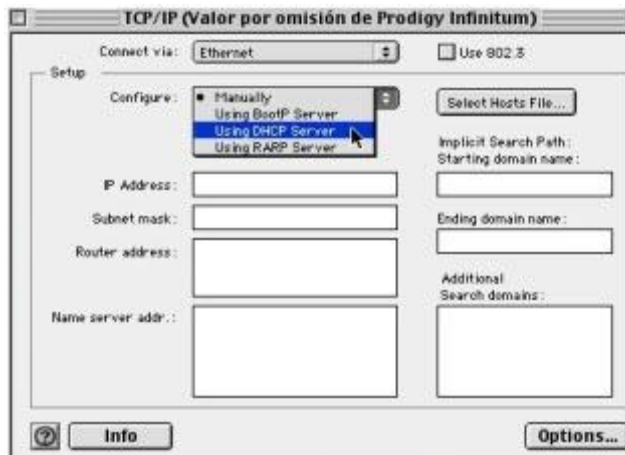 TCP/IP (Valor por omisión de Prodigy Infinitum)
Connect via: Ethernet Use 802.3
Setup
Configure: Manually Select Hosts File...
Using BootP Server
Using DHCP Server
Using RARP Server
Implicit Search Path:
Starting domain name:
IP Address:
Subnet mask:
Ending domain name:
Router address:
Additional
Search domains:
Name server addr.:
Info Options...